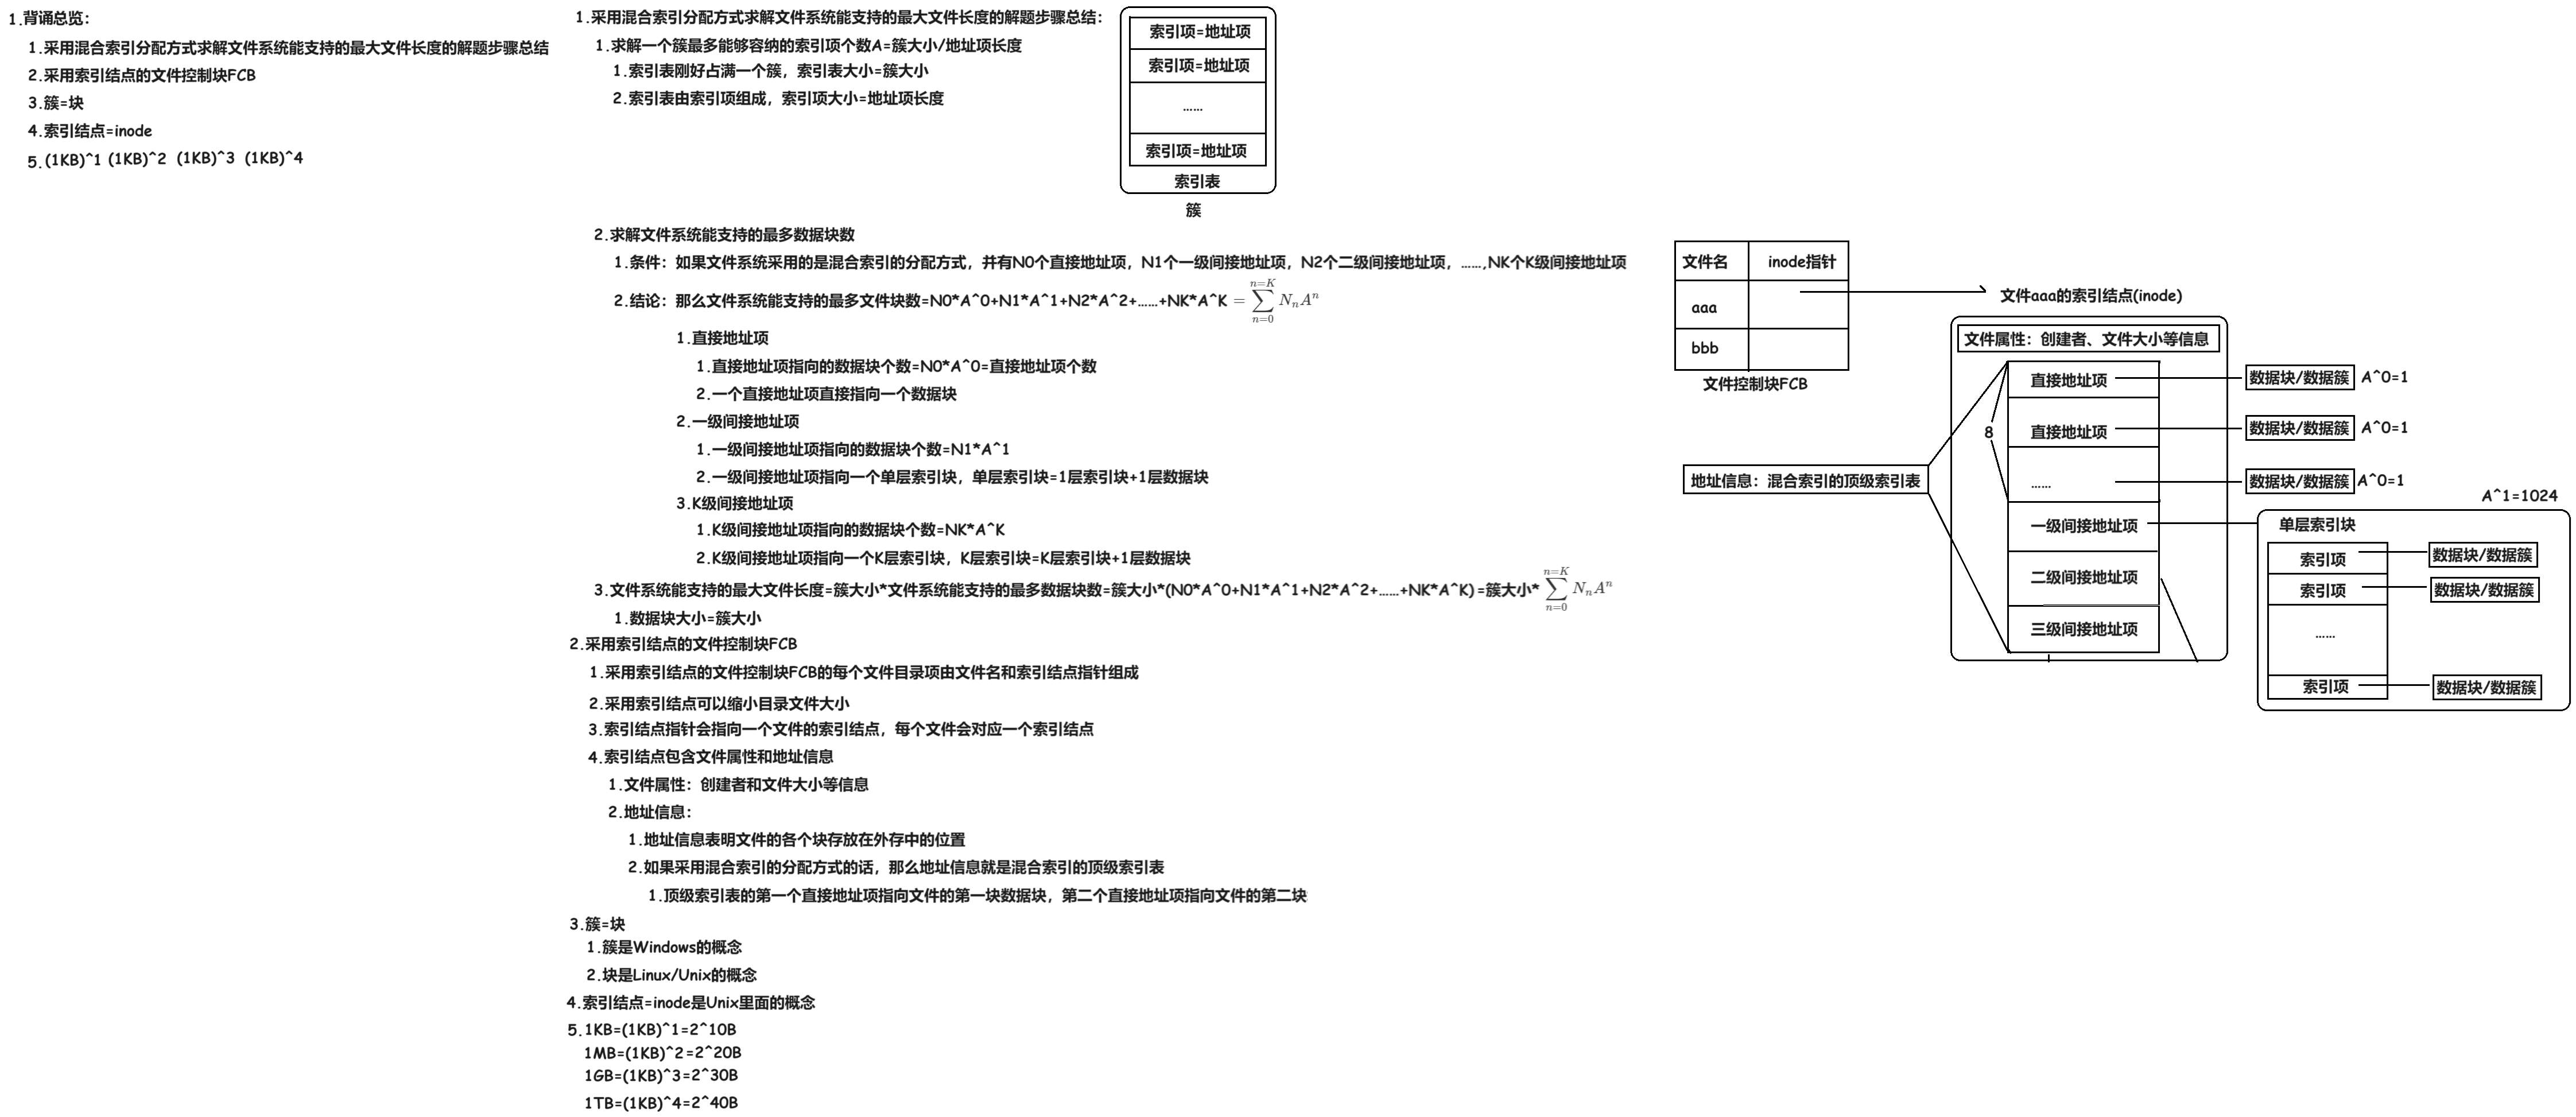 1.背诵总览：
1.采用混合索引分配方式求解文件系统能支持的最大文件长度的解题步骤总结
2.采用索引结点的文件控制块FCB
3.簇=块
4.索引结点=inode
5.(1KB)^1 (1KB)^2 (1KB)^3 (1KB)^4
1.采用混合索引分配方式求解文件系统能支持的最大文件长度的解题步骤总结：
1.求解一个簇最多能够容纳的索引项个数A=簇大小/地址项长度
1.索引表刚好占满一个簇，索引表大小=簇大小
2.索引表由索引项组成，索引项大小=地址项长度
索引项=地址项
索引项=地址项
……
索引项=地址项
索引表
簇
2.求解文件系统能支持的最多数据块数
1.条件：如果文件系统采用的是混合索引的分配方式，并有N0个直接地址项，N1个一级间接地址项，N2个二级间接地址项，……,NK个K级间接地址项
2.结论：那么文件系统能支持的最多文件块数=N0*A^0+N1*A^1+N2*A^2+……+NK*A^K $=\sum_{n=0}^{n=K} N_n A^n$
1.直接地址项
1.直接地址项指向的数据块个数=N0*A^0=直接地址项个数
2.一个直接地址项直接指向一个数据块
2.一级间接地址项
1.一级间接地址项指向的数据块个数=N1*A^1
2.一级间接地址项指向一个单层索引块，单层索引块=1层索引块+1层数据块
3.K级间接地址项
1.K级间接地址项指向的数据块个数=NK*A^K
2.K级间接地址项指向一个K层索引块，K层索引块=K层索引块+1层数据块
3.文件系统能支持的最大文件长度=簇大小*文件系统能支持的最多数据块数=簇大小*(N0*A^0+N1*A^1+N2*A^2+……+NK*A^K)=簇大小* $\sum_{n=0}^{n=K} N_n A^n$
1.数据块大小=簇大小
2.采用索引结点的文件控制块FCB
1.采用索引结点的文件控制块FCB的每个文件目录项由文件名和索引结点指针组成
2.采用索引结点可以缩小目录文件大小
3.索引结点指针会指向一个文件的索引结点，每个文件会对应一个索引结点
4.索引结点包含文件属性和地址信息
1.文件属性：创建者和文件大小等信息
2.地址信息：
1.地址信息表明文件的各个块存放在外存中的位置
2.如果采用混合索引的分配方式的话，那么地址信息就是混合索引的顶级索引表
1.顶级索引表的第一个直接地址项指向文件的第一块数据块，第二个直接地址项指向文件的第二块
3.簇=块
1.簇是Windows的概念
2.块是Linux/Unix的概念
4.索引结点=inode是Unix里面的概念
5.1KB=(1KB)^1=2^10B
1MB=(1KB)^2=2^20B
1GB=(1KB)^3=2^30B
1TB=(1KB)^4=2^40B
文件名 inode指针
aaa
bbb
文件控制块FCB
文件aaa的索引结点(inode)
文件属性：创建者、文件大小等信息
地址信息：混合索引的顶级索引表
8
直接地址项 数据块/数据簇 A^0=1
直接地址项 数据块/数据簇 A^0=1
…… 数据块/数据簇 A^0=1
一级间接地址项
二级间接地址项
三级间接地址项
A^1=1024
单层索引块
索引项 数据块/数据簇
索引项 数据块/数据簇
……
索引项 数据块/数据簇